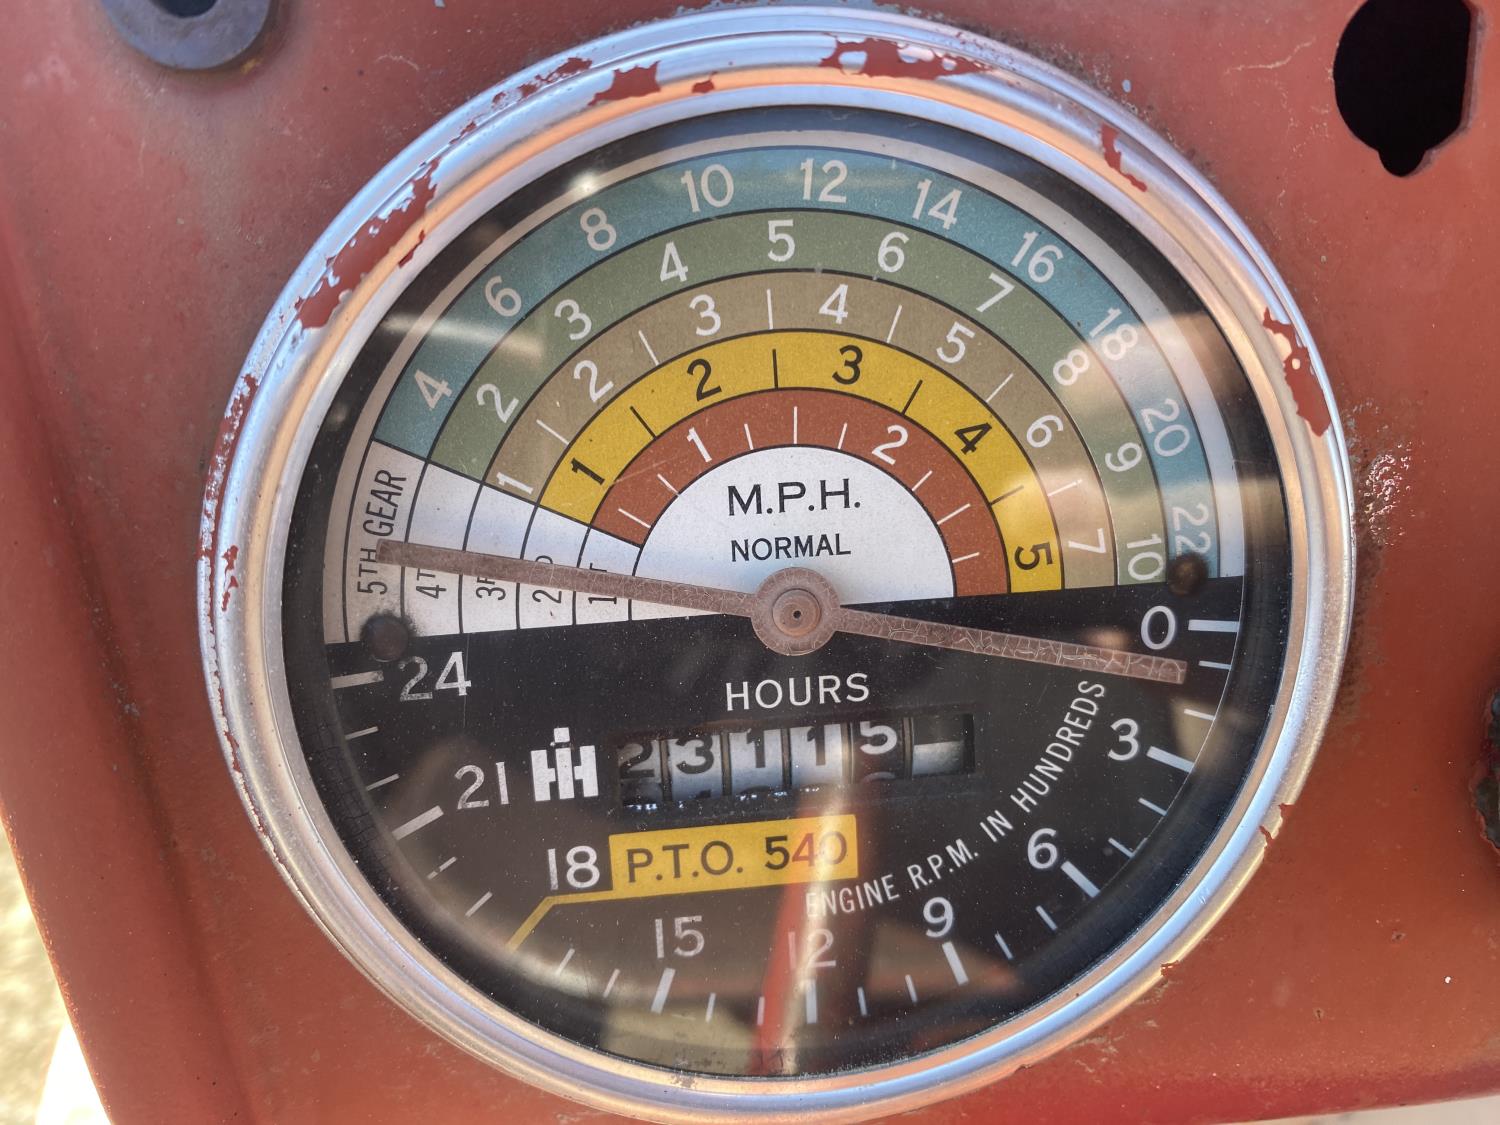 4 6 8 10 12 14 16 18 20 22
2 3 4 5 6 7 8 9 10
1 2 3 4 5 6 7
1 2 3 4 5
1 2
5TH GEAR
M.P.H.
NORMAL
0
24
HOURS
3
21 IH 23115
18 P.T.O. 540
6
ENGINE R.P.M. IN HUNDREDS
15 12 9